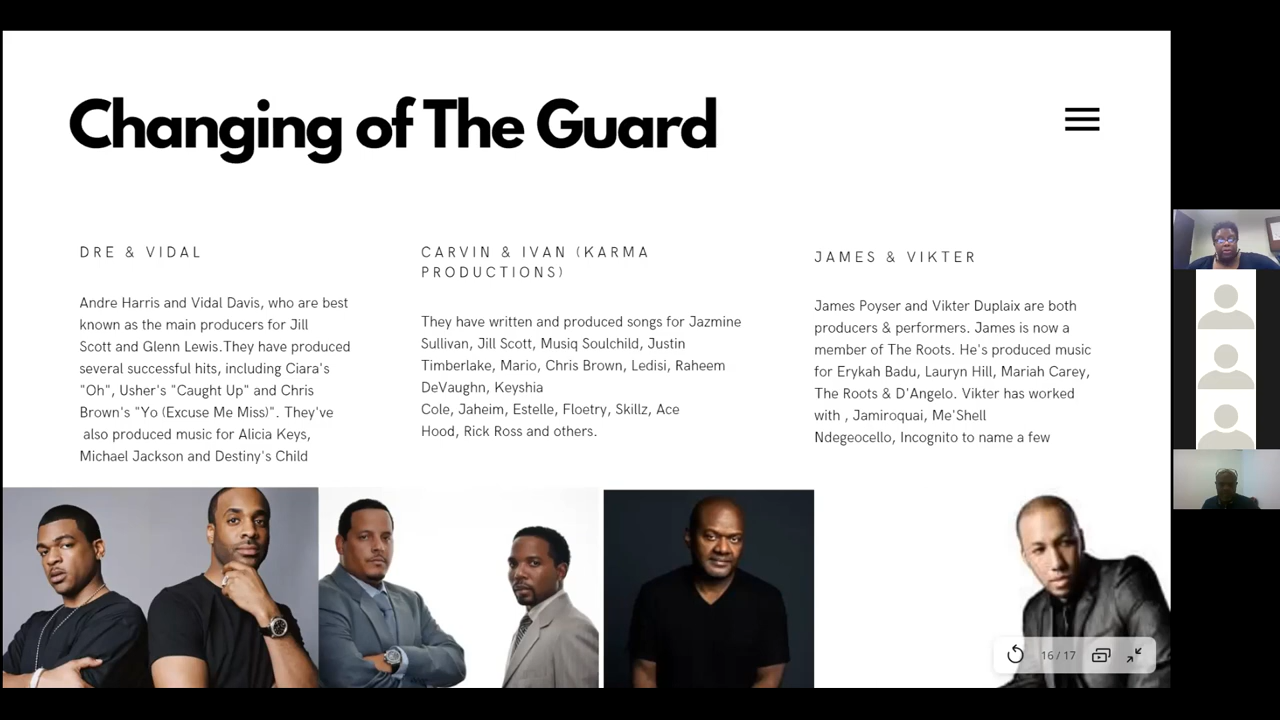 Changing of The Guard
DRE & VIDAL
Andre Harris and Vidal Davis, who are best
known as the main producers for Jill
Scott and Glenn Lewis.They have produced
several successful hits, including Ciara's
"Oh", Usher's "Caught Up" and Chris
Brown's "Yo (Excuse Me Miss)". They've
also produced music for Alicia Keys,
Michael Jackson and Destiny's Child
CARVIN & IVAN (KARMA
PRODUCTIONS)
They have written and produced songs for Jazmine
Sullivan, Jill Scott, Musiq Soulchild, Justin
Timberlake, Mario, Chris Brown, Ledisi, Raheem
DeVaughn, Keyshia
Cole, Jaheim, Estelle, Floetry, Skillz, Ace
Hood, Rick Ross and others.
JAMES & VIKTER
James Poyser and Vikter Duplaix are both
producers & performers. James is now a
member of The Roots. He's produced music
for Erykah Badu, Lauryn Hill, Mariah Carey,
The Roots & D'Angelo. Vikter has worked
with , Jamiroquai, Me'Shell
Ndegeocello, Incognito to name a few
16 / 17